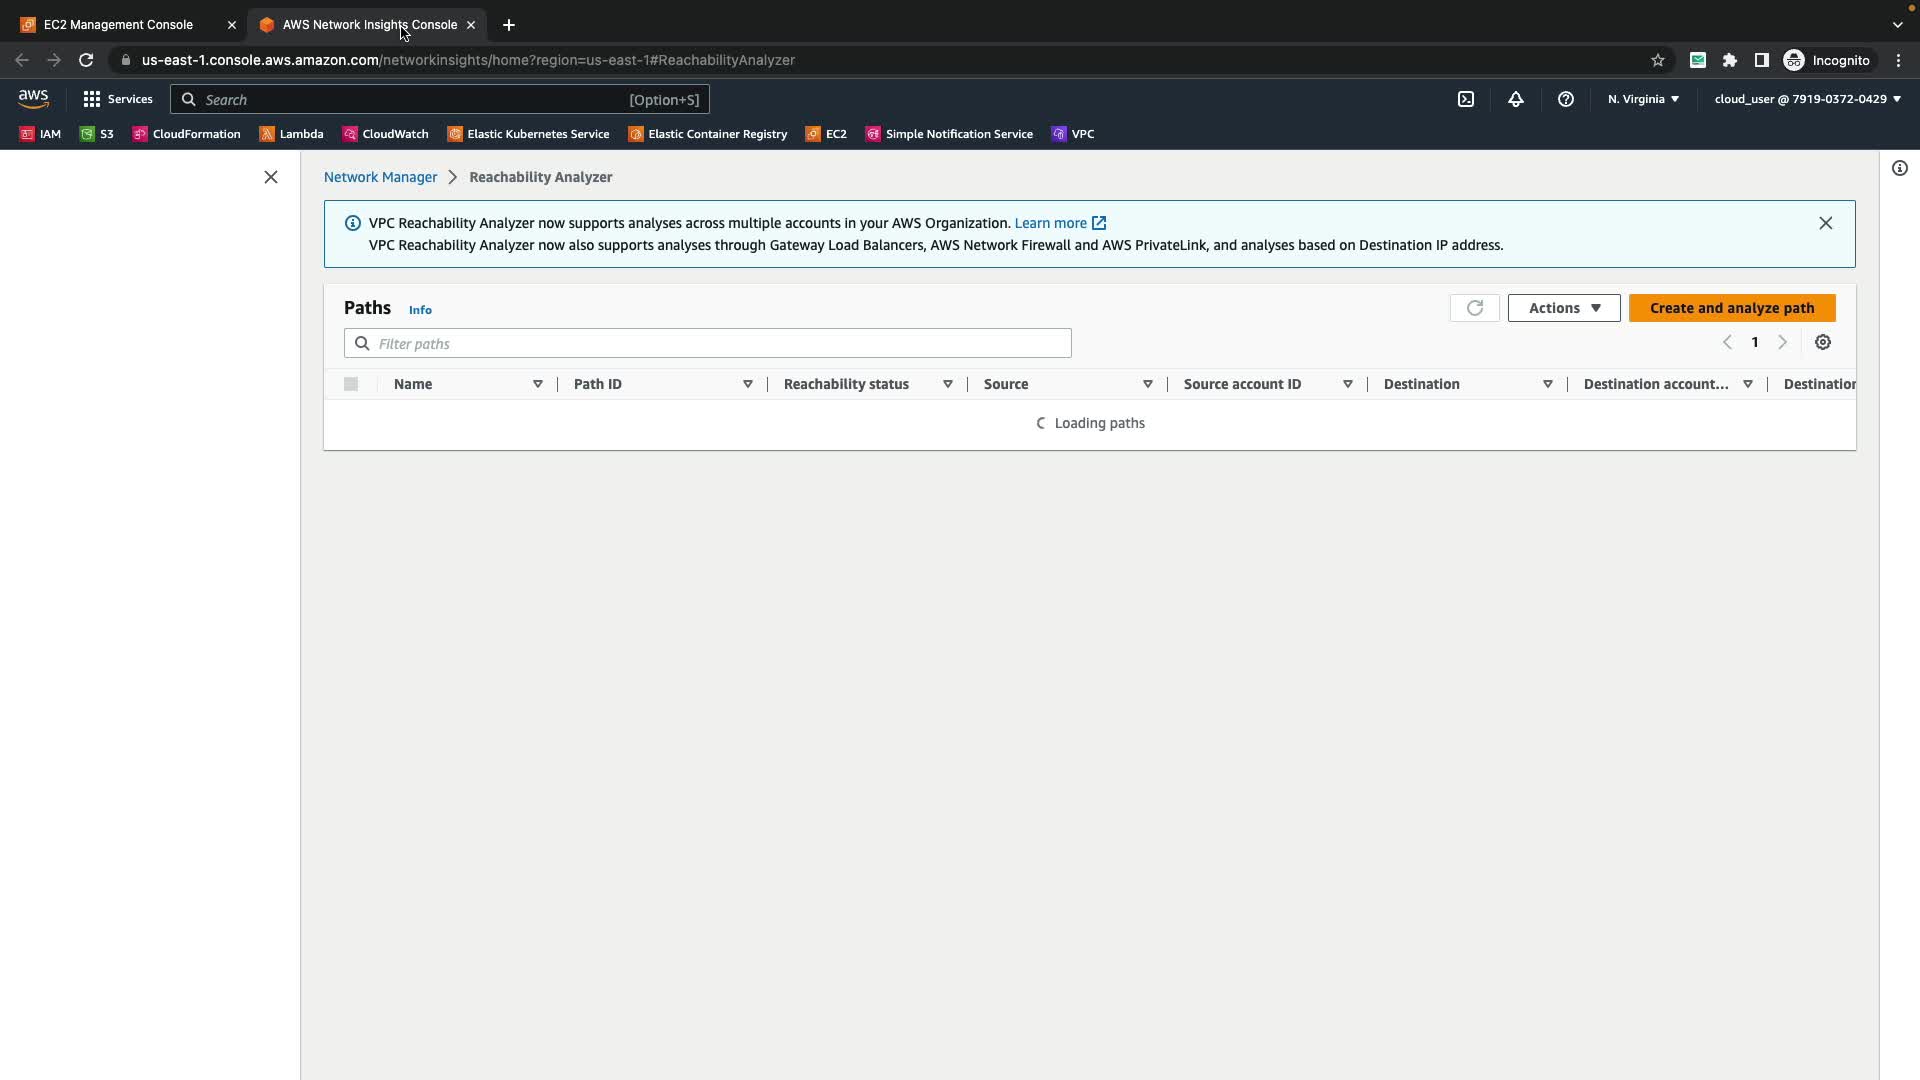 EC2 Management Console
AWS Network Insights Console
us-east-1.console.aws.amazon.com/networkinsights/home?region=us-east-1#ReachabilityAnalyzer
Incognito
aws
Services
Search
[Option+S]
N. Virginia
cloud_user @ 7919-0372-0429
IAM
S3
CloudFormation
Lambda
CloudWatch
Elastic Kubernetes Service
Elastic Container Registry
EC2
Simple Notification Service
VPC
Network Manager
Reachability Analyzer
VPC Reachability Analyzer now supports analyses across multiple accounts in your AWS Organization. Learn more
VPC Reachability Analyzer now also supports analyses through Gateway Load Balancers, AWS Network Firewall and AWS PrivateLink, and analyses based on Destination IP address.
Paths
Info
Actions
Create and analyze path
Filter paths
1
Name
Path ID
Reachability status
Source
Source account ID
Destination
Destination account...
Destination
Loading paths